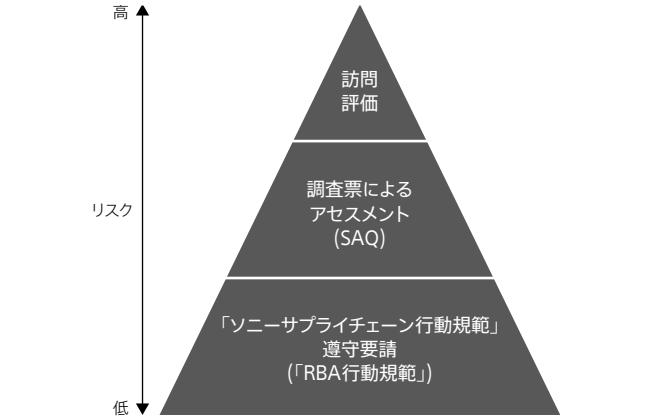 高
訪問
評価
調査票による
リスク
アセスメント
(SAQ)
「ソニーサプライチェーン行動規範」
遵守要請
(「RBA行動規範」)
低